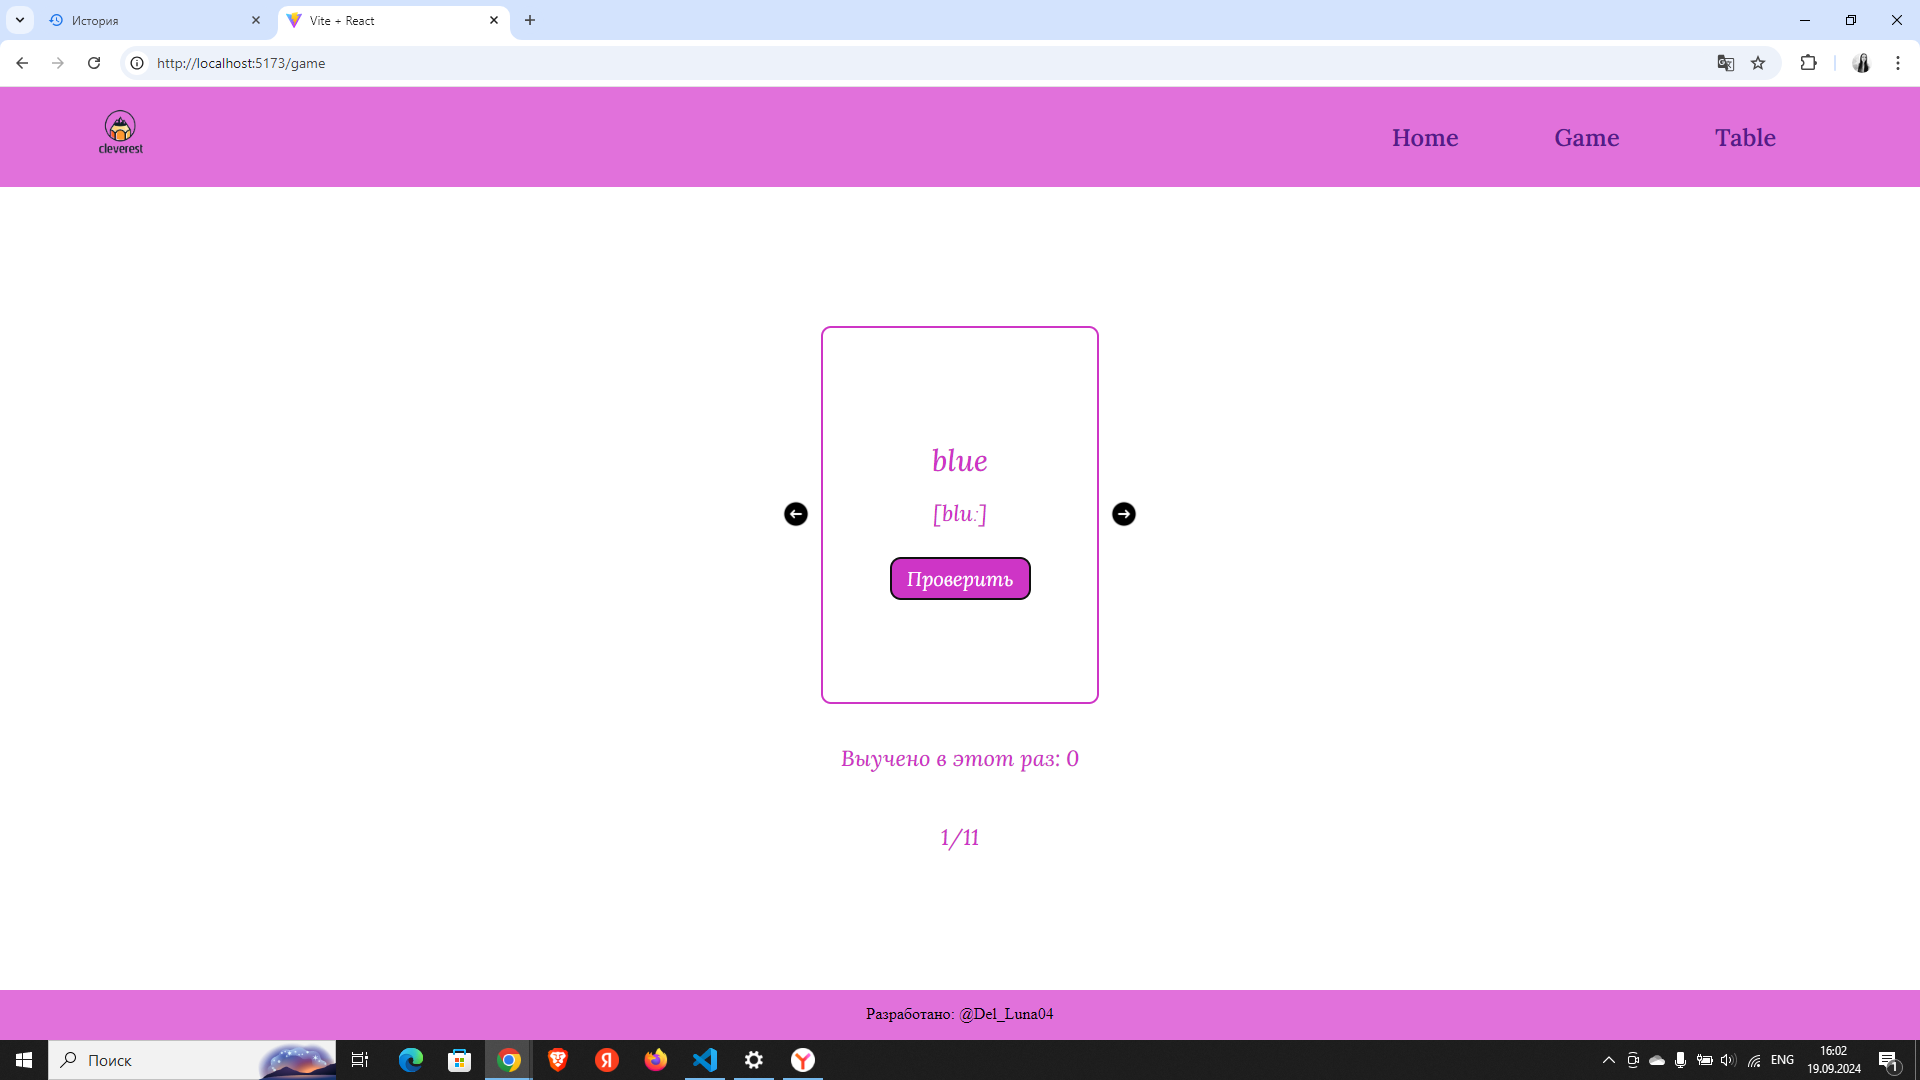 История
Vite + React
http://localhost:5173/game
cleverest
Home
Game
Table
blue
[bluː]
Проверить
Выучено в этот раз: 0
1/11
Разработано: @Del_Luna04
Поиск
ENG
16:02
19.09.2024
1